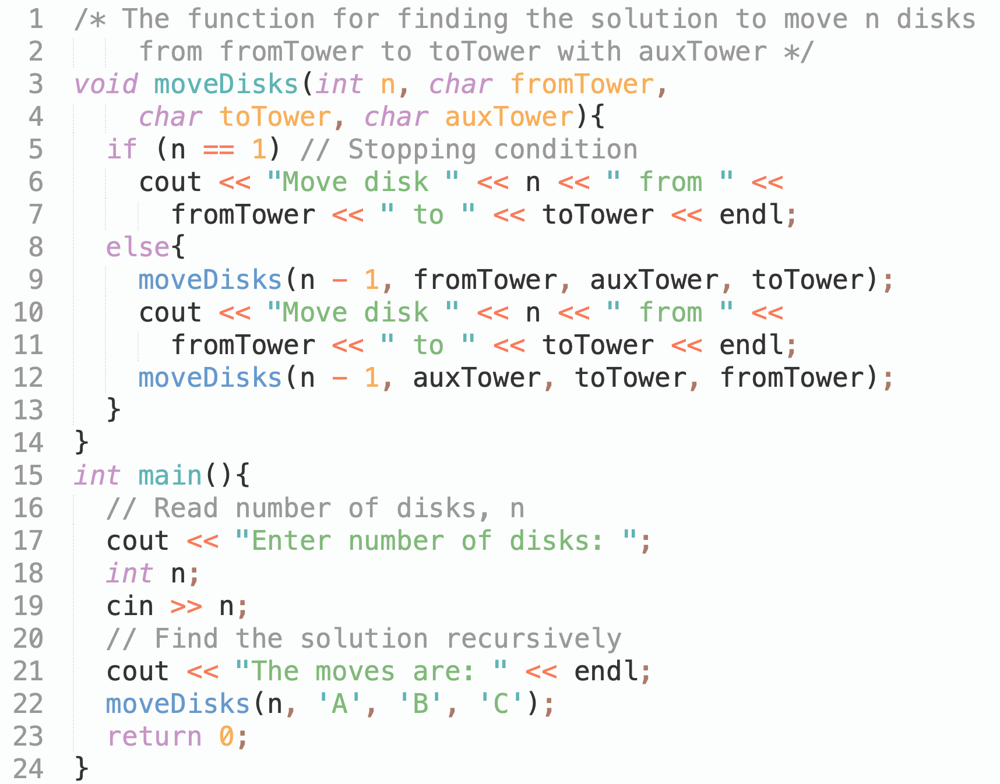 1 /* The function for finding the solution to move n disks
2 from fromTower to toTower with auxTower */
3 void moveDisks(int n, char fromTower,
4 char toTower, char auxTower){
5 if (n == 1) // Stopping condition
6 cout << "Move disk " << n << " from " <<
7 fromTower << " to " << toTower << endl;
8 else{
9 moveDisks(n - 1, fromTower, auxTower, toTower);
10 cout << "Move disk " << n << " from " <<
11 fromTower << " to " << toTower << endl;
12 moveDisks(n - 1, auxTower, toTower, fromTower);
13 }
14 }
15 int main(){
16 // Read number of disks, n
17 cout << "Enter number of disks: ";
18 int n;
19 cin >> n;
20 // Find the solution recursively
21 cout << "The moves are: " << endl;
22 moveDisks(n, 'A', 'B', 'C');
23 return 0;
24 }